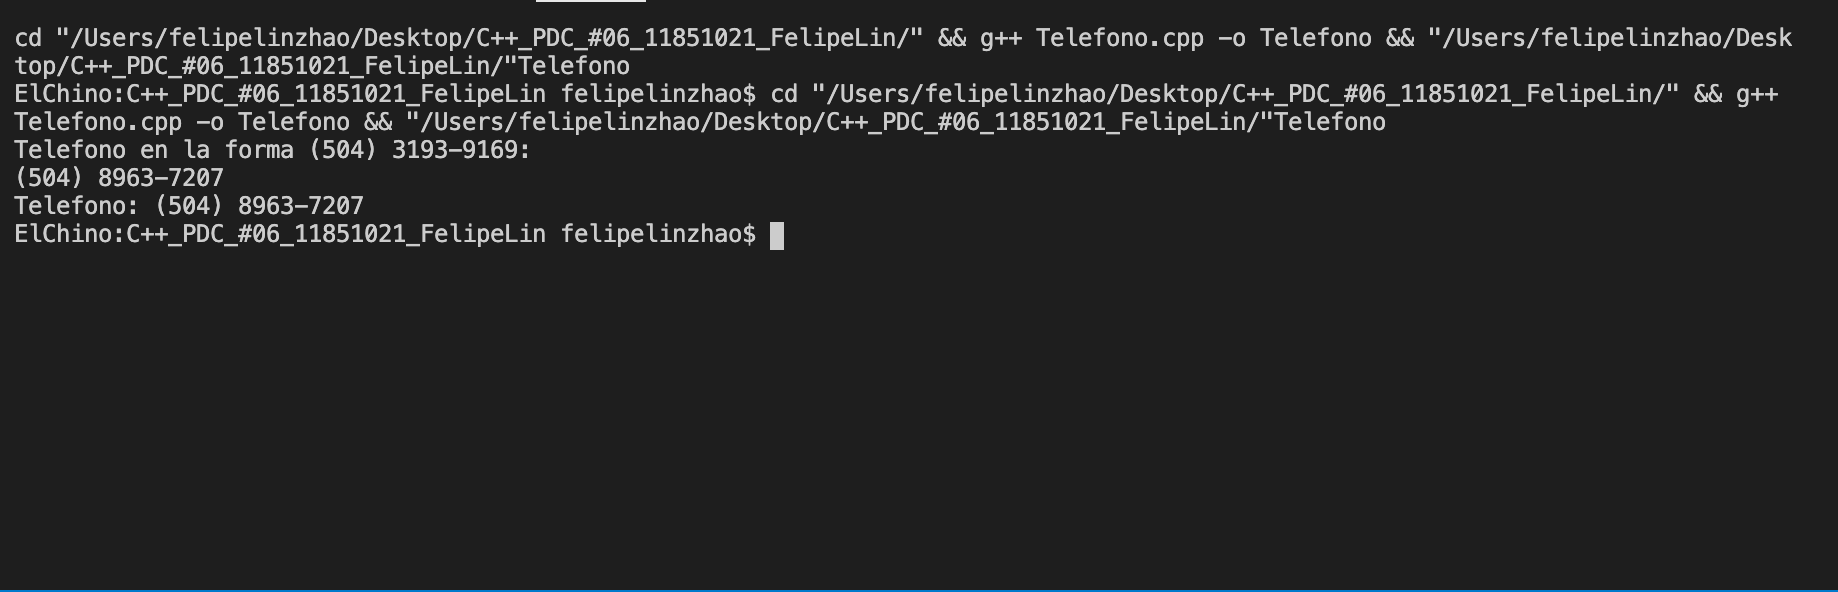 cd "/Users/felipelinzhao/Desktop/C++_PDC_#06_11851021_FelipeLin/" && g++ Telefono.cpp -o Telefono && "/Users/felipelinzhao/Desk
top/C++_PDC_#06_11851021_FelipeLin/"Telefono
ElChino:C++_PDC_#06_11851021_FelipeLin felipelinzhao$ cd "/Users/felipelinzhao/Desktop/C++_PDC_#06_11851021_FelipeLin/" && g++
Telefono.cpp -o Telefono && "/Users/felipelinzhao/Desktop/C++_PDC_#06_11851021_FelipeLin/"Telefono
Telefono en la forma (504) 3193-9169:
(504) 8963-7207
Telefono: (504) 8963-7207
ElChino:C++_PDC_#06_11851021_FelipeLin felipelinzhao$